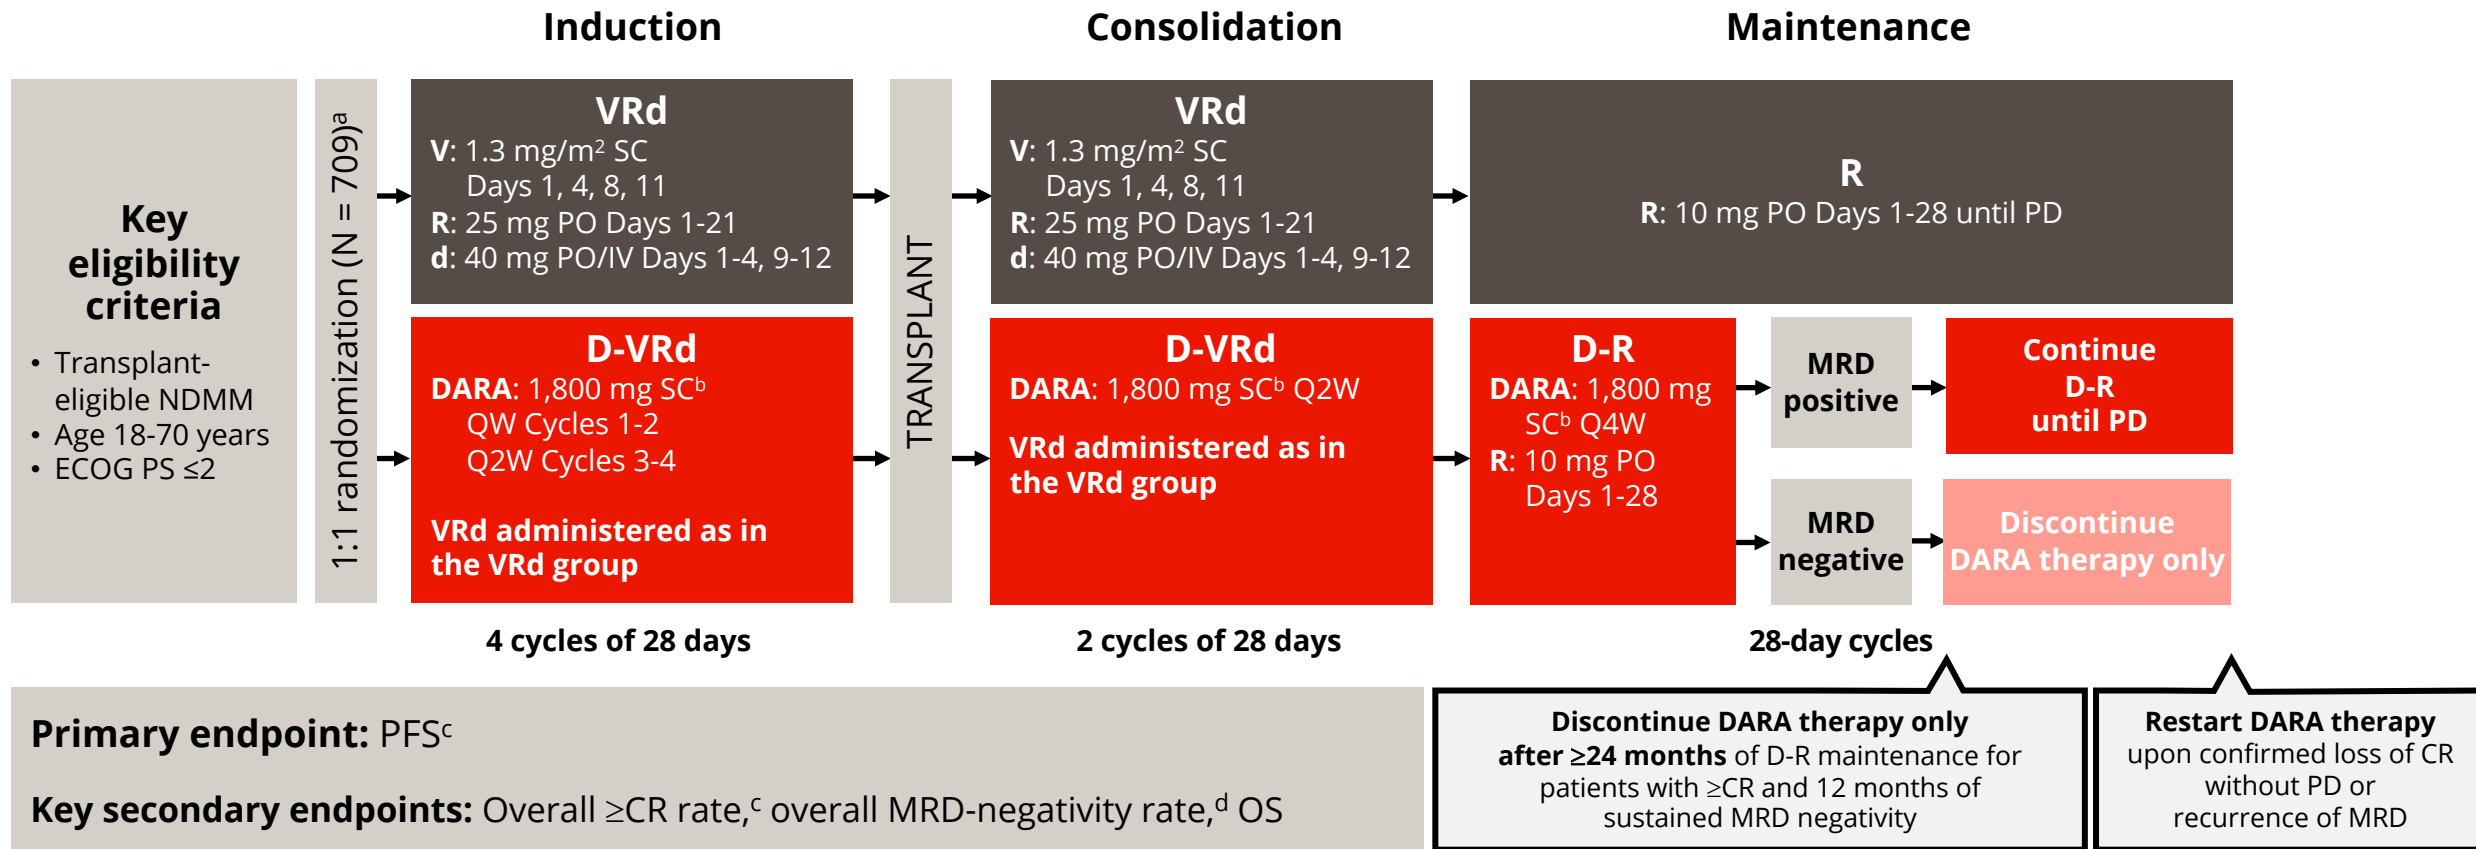 Induction
Consolidation
Maintenance
Key
eligibility
criteria
• Transplant-
eligible NDMM
• Age 18-70 years
• ECOG PS ≤2
1:1 randomization (N = 709)ᵃ
VRd
V: 1.3 mg/m² SC
Days 1, 4, 8, 11
R: 25 mg PO Days 1-21
d: 40 mg PO/IV Days 1-4, 9-12
D-VRd
DARA: 1,800 mg SCᵇ
QW Cycles 1-2
Q2W Cycles 3-4
VRd administered as in
the VRd group
4 cycles of 28 days
TRANSPLANT
VRd
V: 1.3 mg/m² SC
Days 1, 4, 8, 11
R: 25 mg PO Days 1-21
d: 40 mg PO/IV Days 1-4, 9-12
D-VRd
DARA: 1,800 mg SCᵇ Q2W
VRd administered as in
the VRd group
2 cycles of 28 days
R
R: 10 mg PO Days 1-28 until PD
D-R
DARA: 1,800 mg
SCᵇ Q4W
R: 10 mg PO
Days 1-28
MRD
positive
Continue
D-R
until PD
MRD
negative
Discontinue
DARA therapy only
28-day cycles
Primary endpoint: PFSᶜ
Key secondary endpoints: Overall ≥CR rate,ᶜ overall MRD-negativity rate,ᵈ OS
Discontinue DARA therapy only
after ≥24 months of D-R maintenance for
patients with ≥CR and 12 months of
sustained MRD negativity
Restart DARA therapy
upon confirmed loss of CR
without PD or
recurrence of MRD